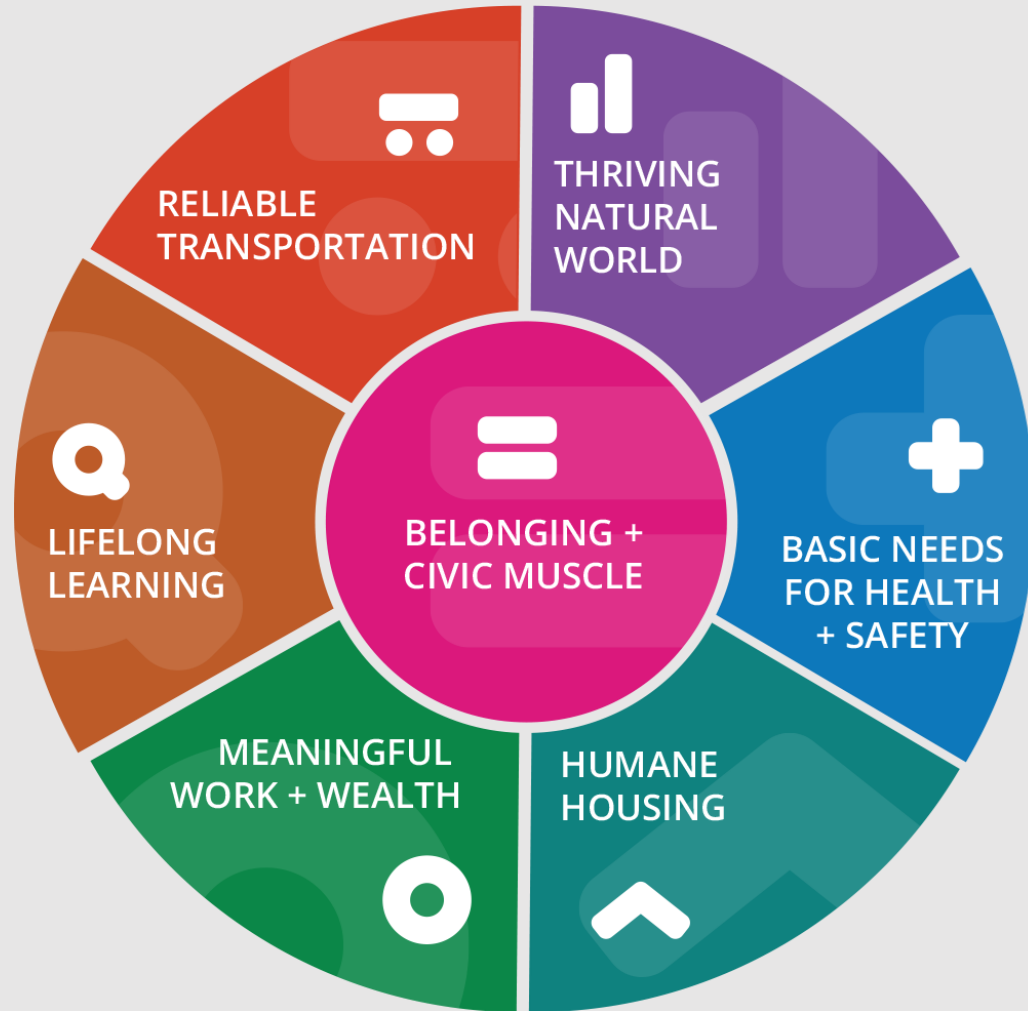 RELIABLE
TRANSPORTATION
THRIVING
NATURAL
WORLD
LIFELONG
LEARNING
BELONGING +
CIVIC MUSCLE
BASIC NEEDS
FOR HEALTH
+ SAFETY
MEANINGFUL
WORK + WEALTH
HUMANE
HOUSING